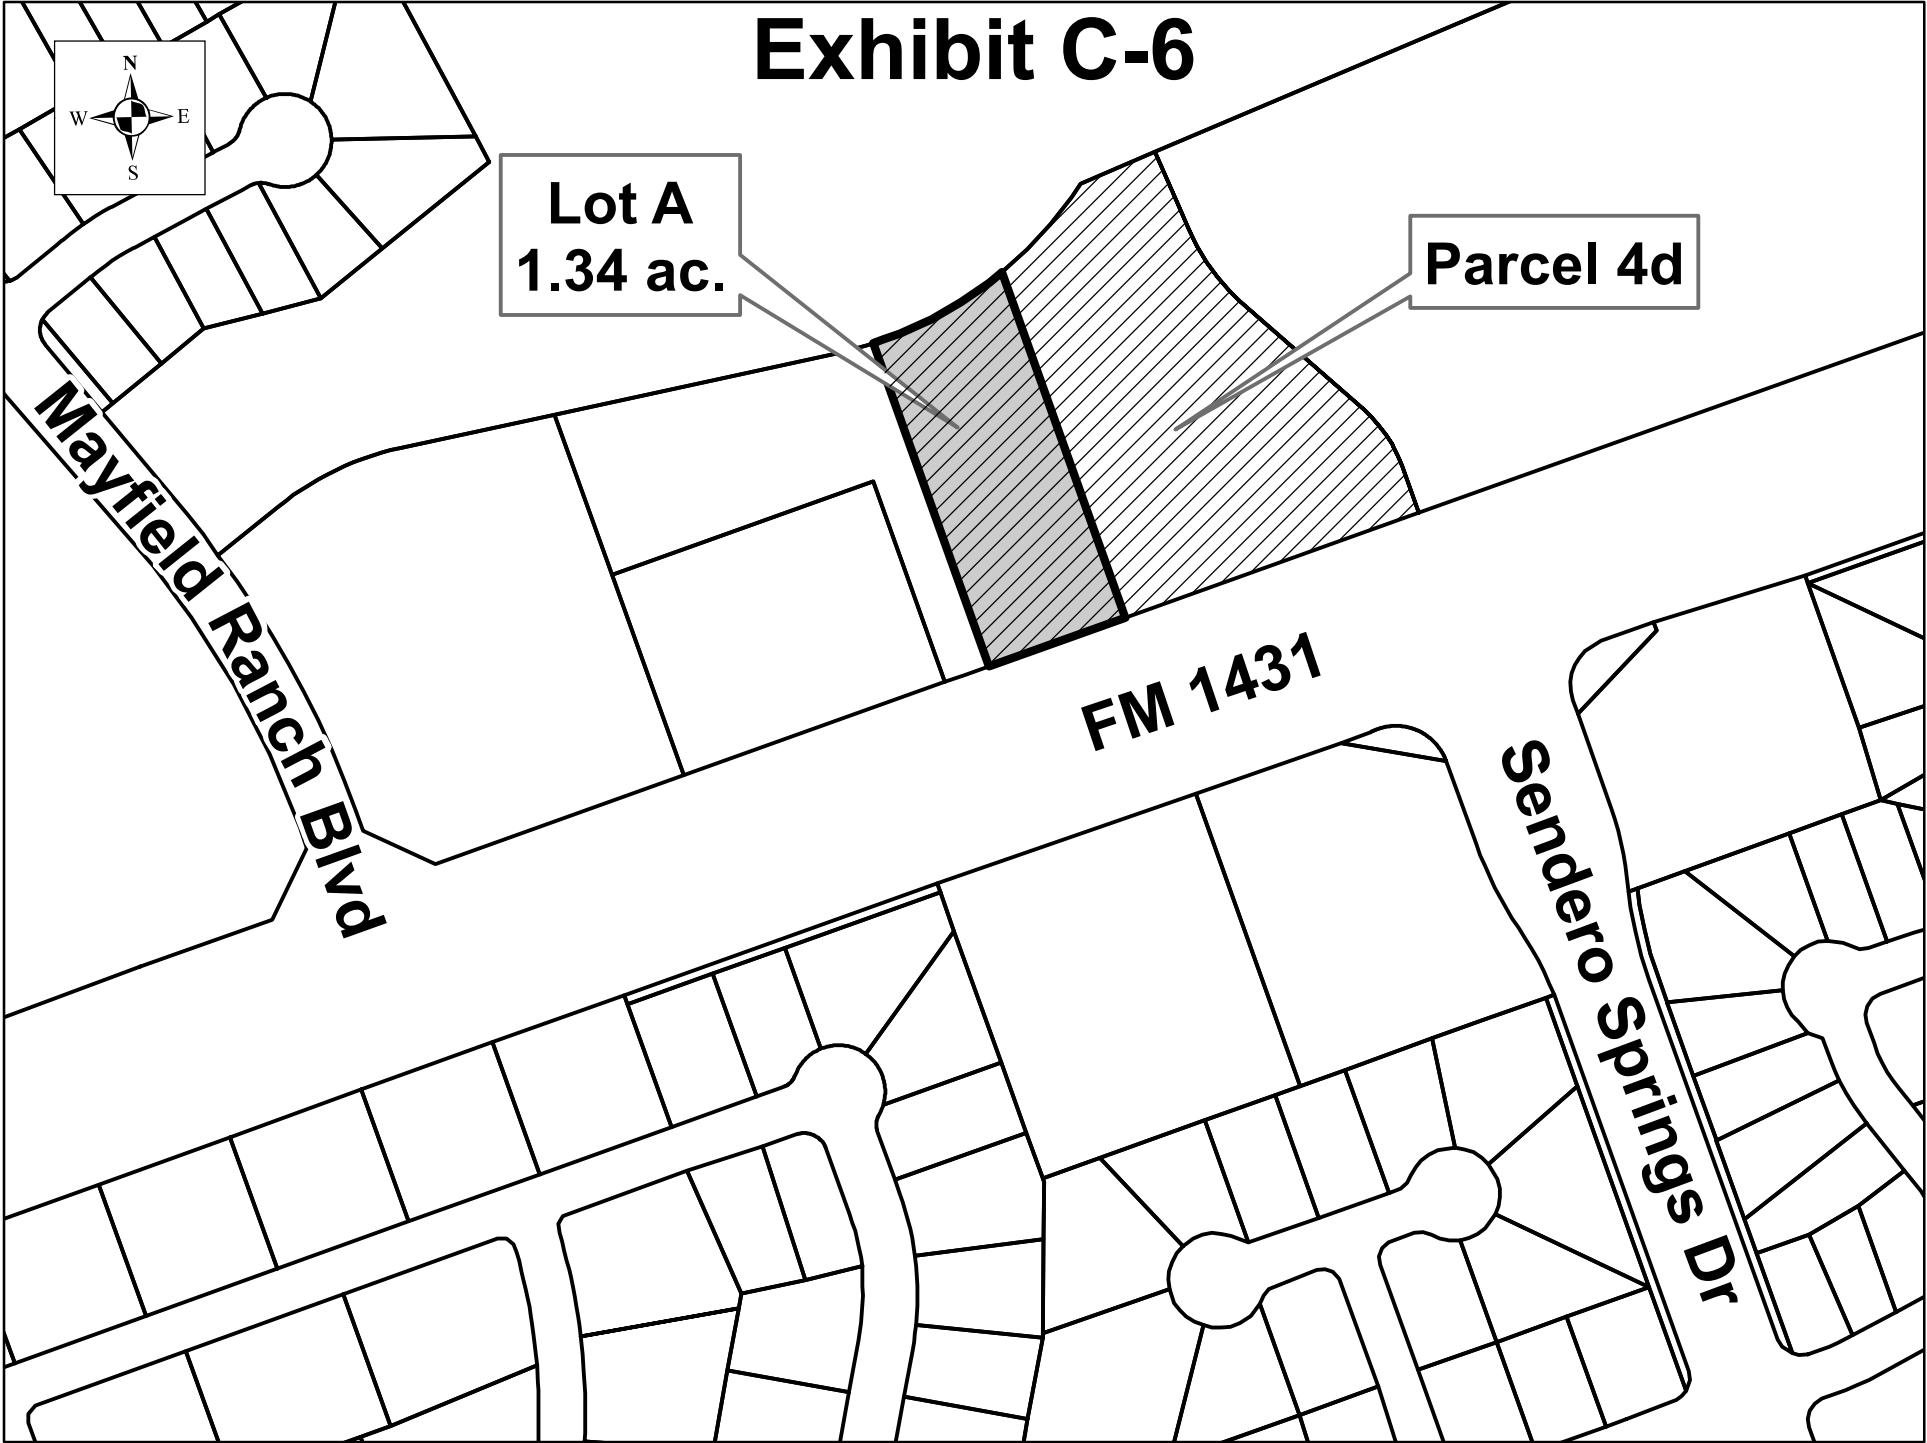 Exhibit C-6
N
W
E
S
Lot A
1.34 ac.
Parcel 4d
Mayfield Ranch Blvd
FM 1431
Sendero Springs Dr